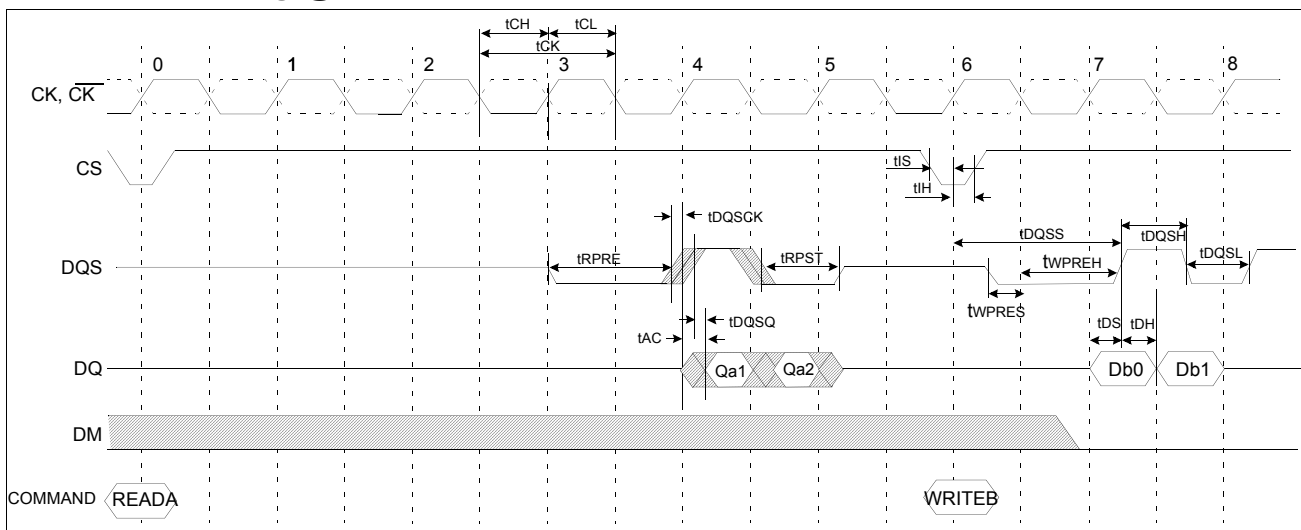 tCH tCL
tCK
0 1 2 3 4 5 6 7 8
CK, CK
CS
tIS
tIH
tDQSCK
tDQSS
tDQSH
tRPRE
tRPST
tWPREH
tDQSL
DQS
tWPRES
tDQSQ
tAC
tDS tDH
DQ
Qa1 Qa2
Db0 Db1
DM
COMMAND READA WRITEB